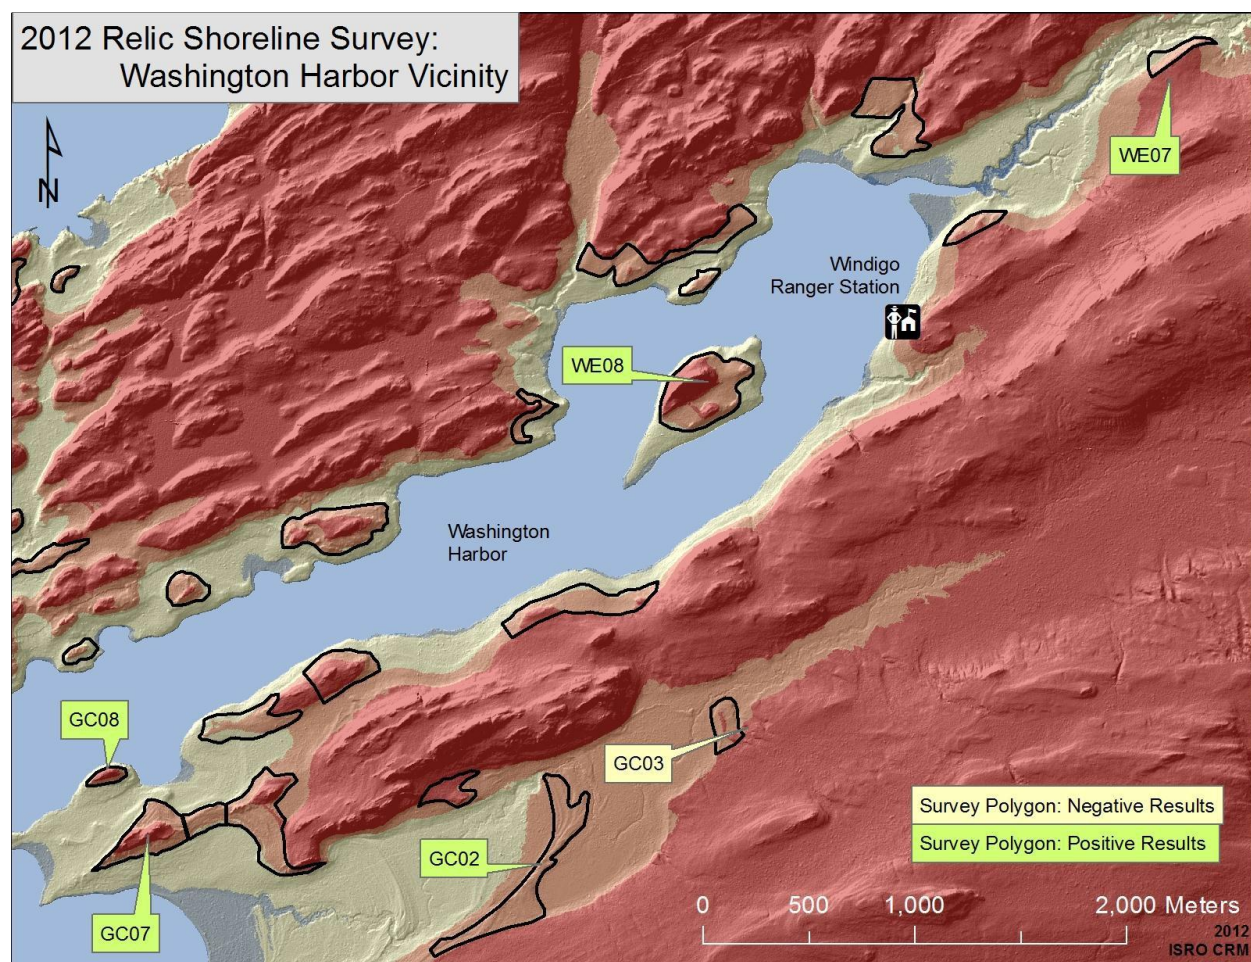 2012 Relic Shoreline Survey:
Washington Harbor Vicinity
N
WE07
Windigo
Ranger Station
WE08
Washington
Harbor
GC08
GC03
GC02
GC07
Survey Polygon: Negative Results
Survey Polygon: Positive Results
0 500 1,000 2,000 Meters
2012
ISRO CRM